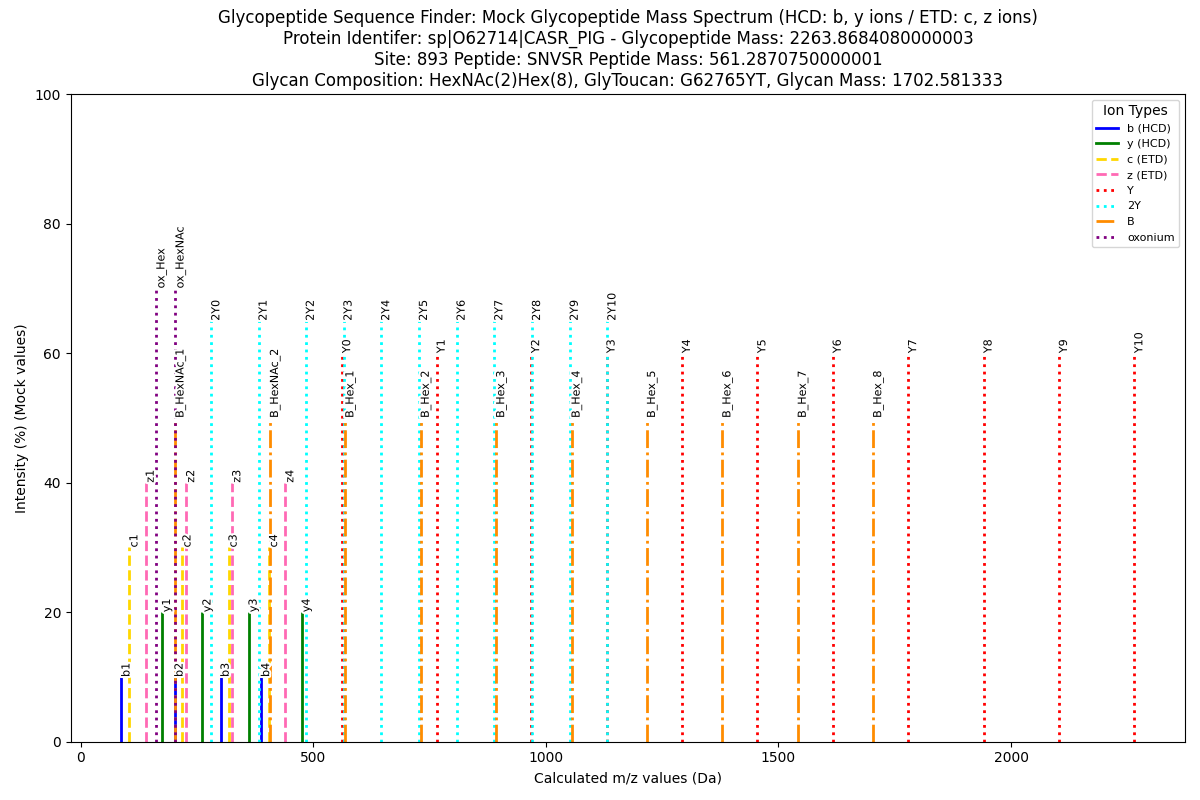 Glycopeptide Sequence Finder: Mock Glycopeptide Mass Spectrum (HCD: b, y ions / ETD: c, z ions)
Protein Identifer: sp|O62714|CASR_PIG - Glycopeptide Mass: 2263.8684080000003
Site: 893 Peptide: SNVSR Peptide Mass: 561.2870750000001
Glycan Composition: HexNAc(2)Hex(8), GlyToucan: G62765YT, Glycan Mass: 1702.581333
Intensity (%) (Mock values)
100
80
60
40
20
0
Ion Types
b (HCD)
y (HCD)
c (ETD)
z (ETD)
Y
2Y
B
oxonium
ox_Hex
ox_HexNAc
2Y0
2Y1
2Y2
2Y3
2Y4
2Y5
2Y6
2Y7
2Y8
2Y9
2Y10
Y0
Y1
Y2
Y3
Y4
Y5
Y6
Y7
Y8
Y9
Y10
B_HexNAc_1
B_HexNAc_2
B_Hex_1
B_Hex_2
B_Hex_3
B_Hex_4
B_Hex_5
B_Hex_6
B_Hex_7
B_Hex_8
z1
z2
z3
z4
c1
c2
c3
c4
y1
y2
y3
y4
b1
b2
b3
b4
0
500
1000
1500
2000
Calculated m/z values (Da)